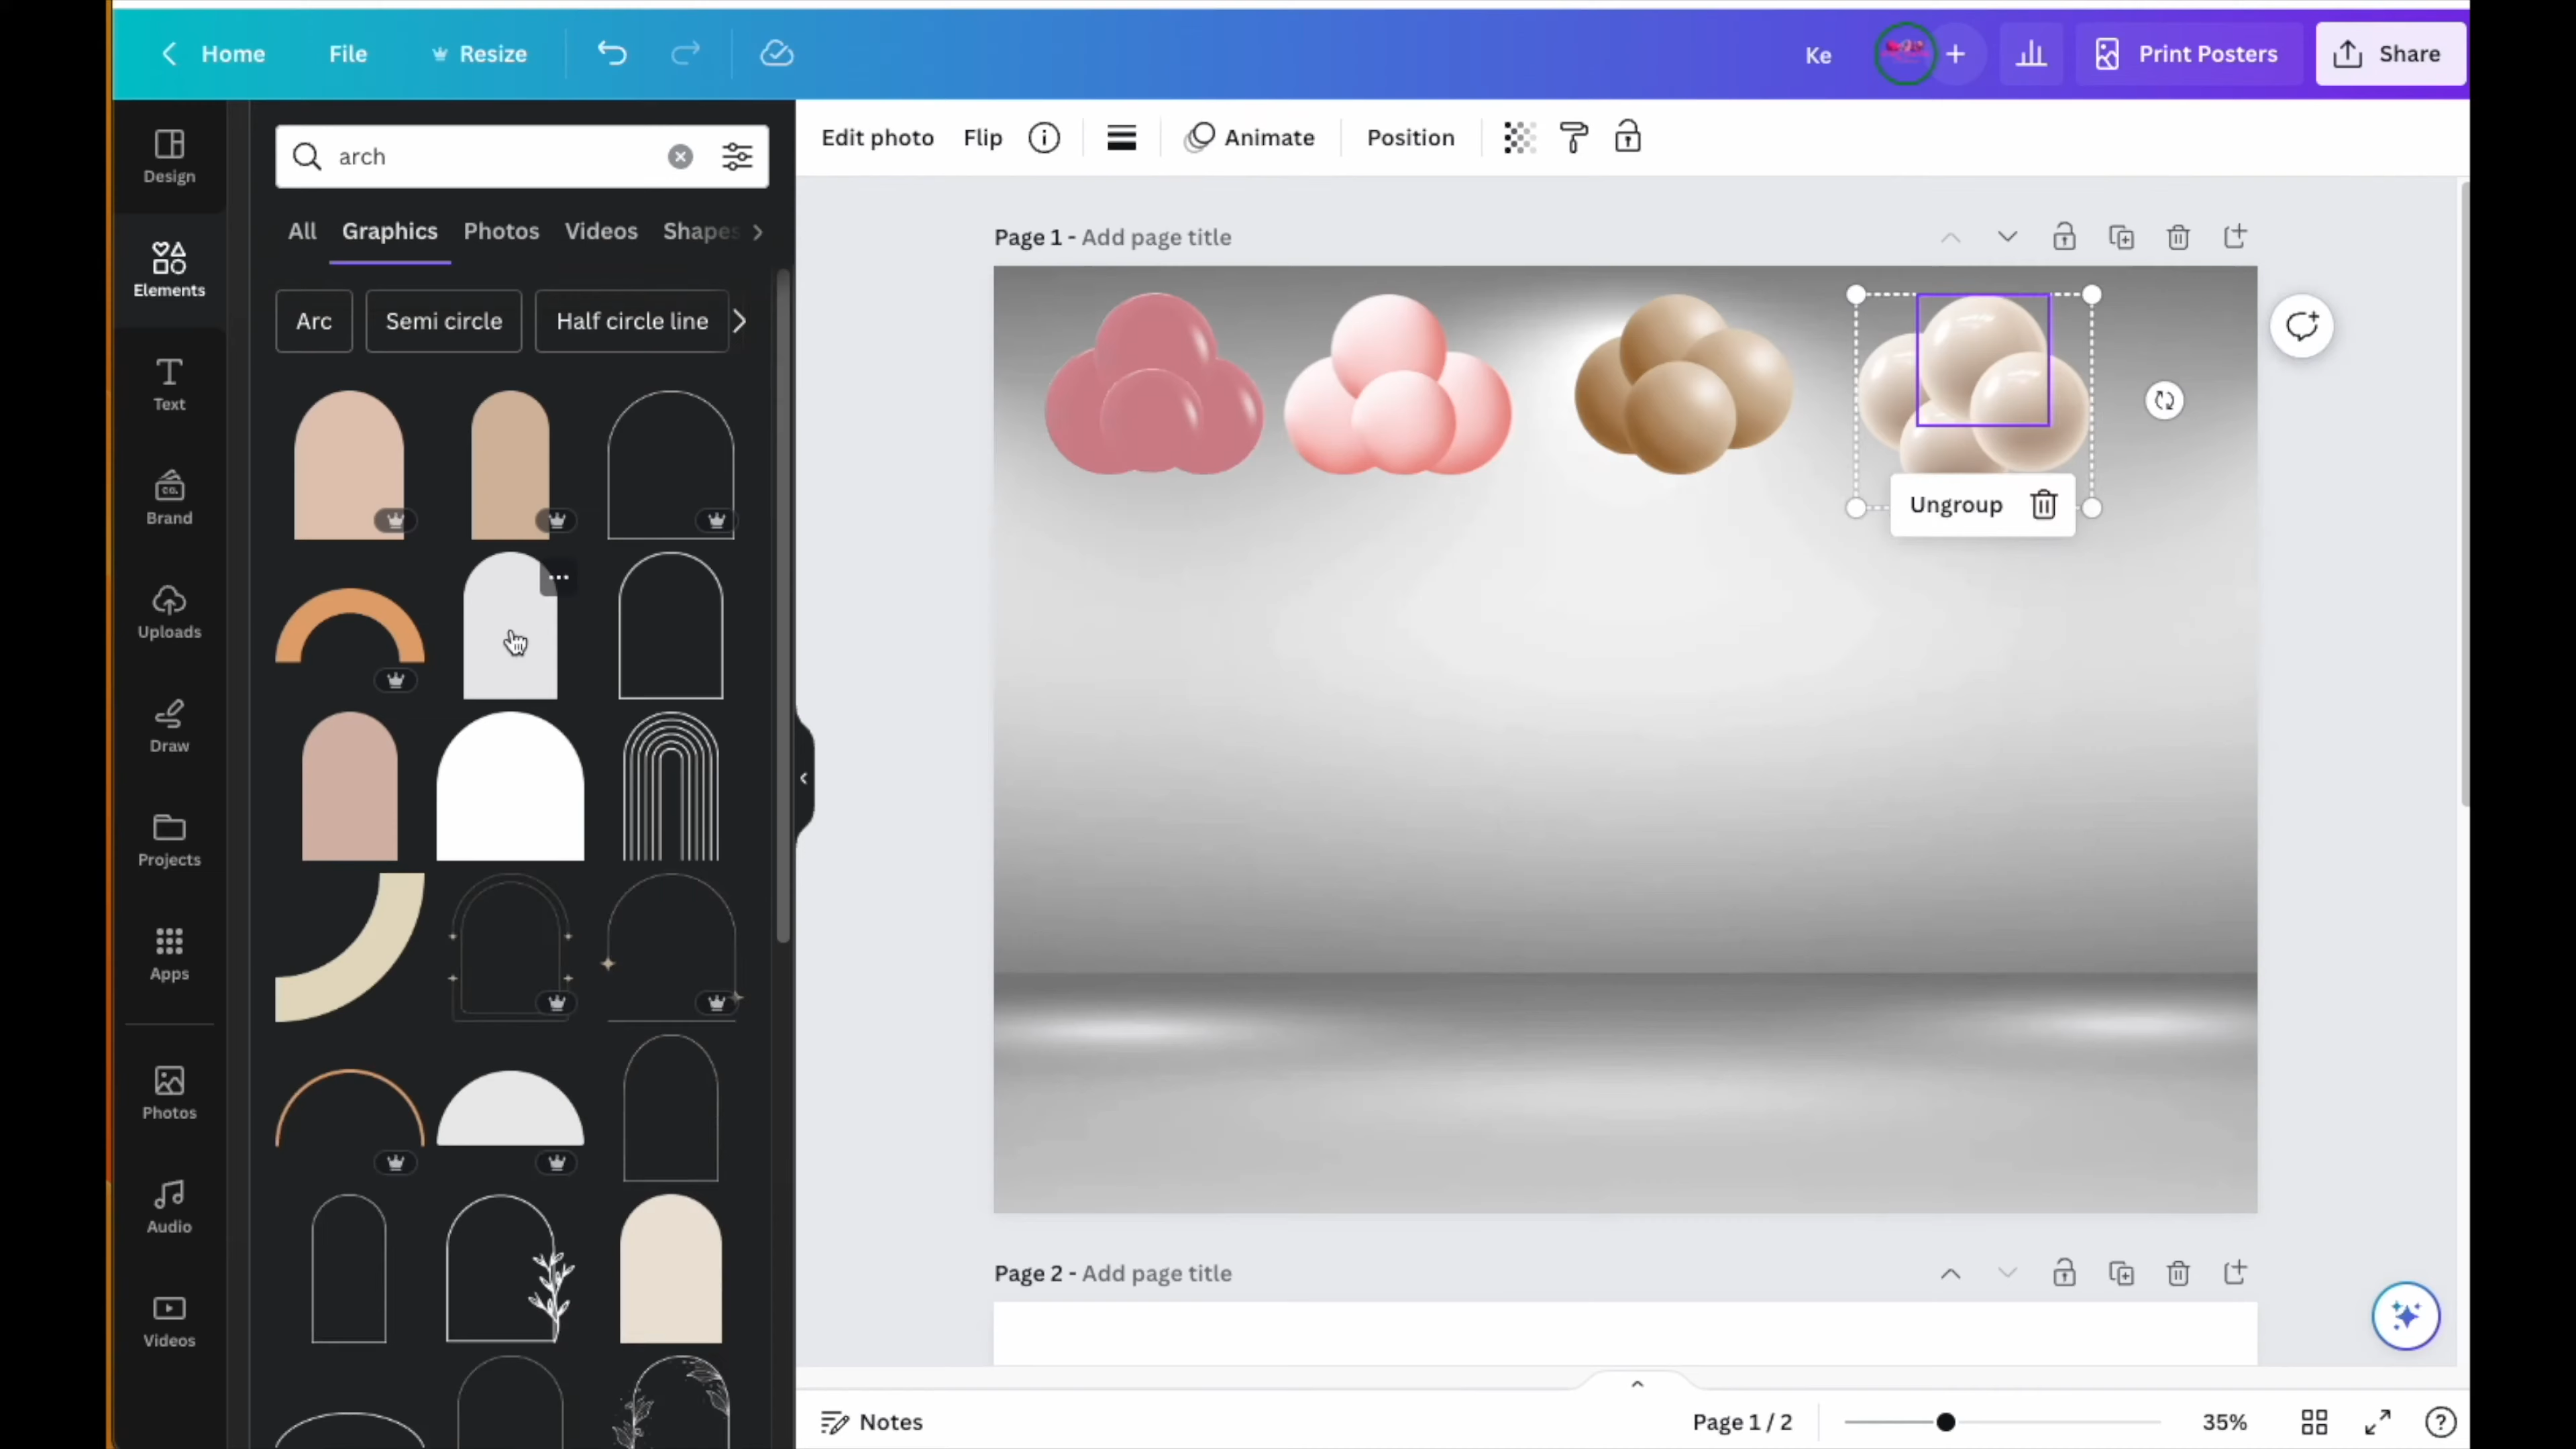 Home File Resize Ke Print Posters Share
Design
Elements
Text
Brand
CO.
Uploads
Draw
Projects
Apps
Photos
Audio
Videos
arch
All Graphics Photos Videos Shapes
Arc Semi circle Half circle line
Edit photo Flip Animate Position
Page 1 - Add page title
Ungroup
Page 2 - Add page title
Notes Page 1 / 2 35%